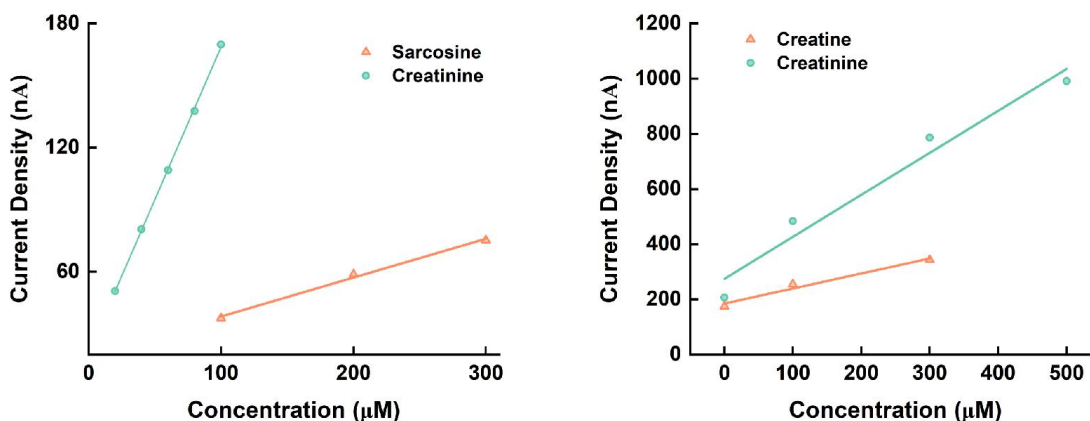 180
120
60
0
100
200
300
Current Density (nA)
Concentration (μM)
Sarcosine
Creatinine
1200
1000
800
600
400
200
0
0
100
200
300
400
500
Current Density (nA)
Concentration (μM)
Creatine
Creatinine